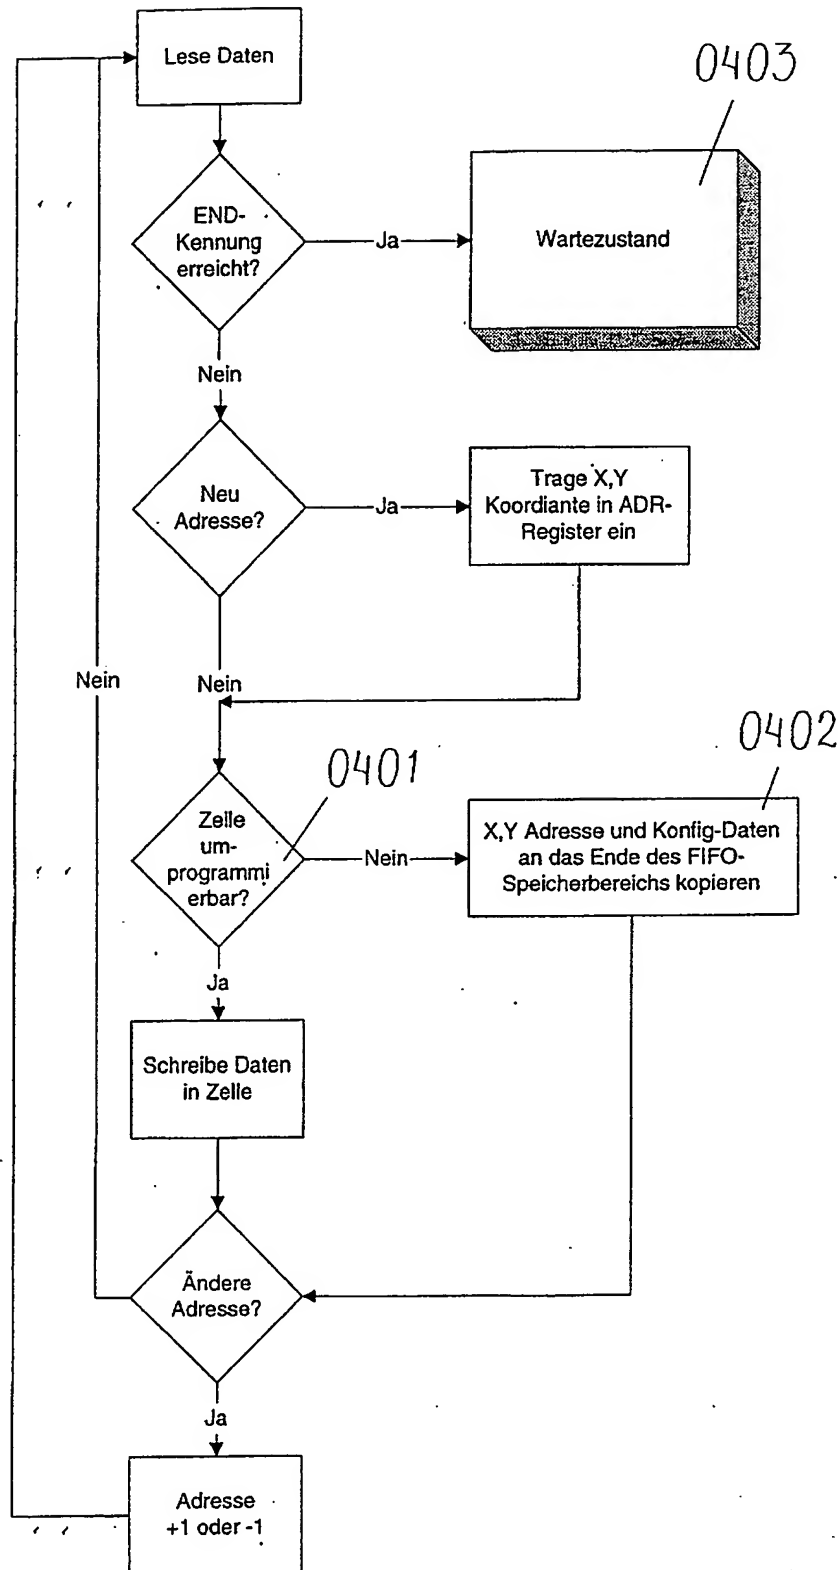 Lese Daten
0403
END-
Kennung
erreicht?
Ja
Wartezustand
Nein
Neu
Adresse?
Ja
Trage X,Y
Koordiante in ADR-
Register ein
Nein
Nein
0401
0402
Zelle
um-
programmi
erbar?
Nein
X,Y Adresse und Konfig-Daten
an das Ende des FIFO-
Speicherbereichs kopieren
Ja
Schreibe Daten
in Zelle
Ändere
Adresse?
Ja
Adresse
+1 oder -1